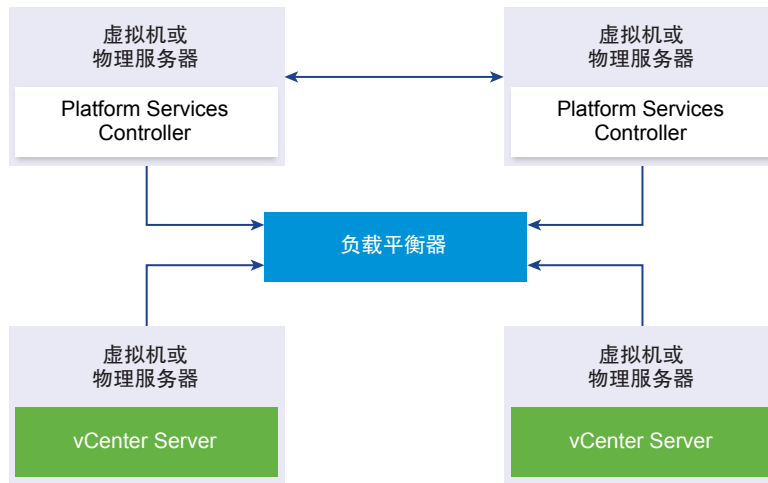 虚拟机或
物理服务器
Platform Services
Controller
虚拟机或
物理服务器
Platform Services
Controller
负载平衡器
虚拟机或
物理服务器
vCenter Server
虚拟机或
物理服务器
vCenter Server